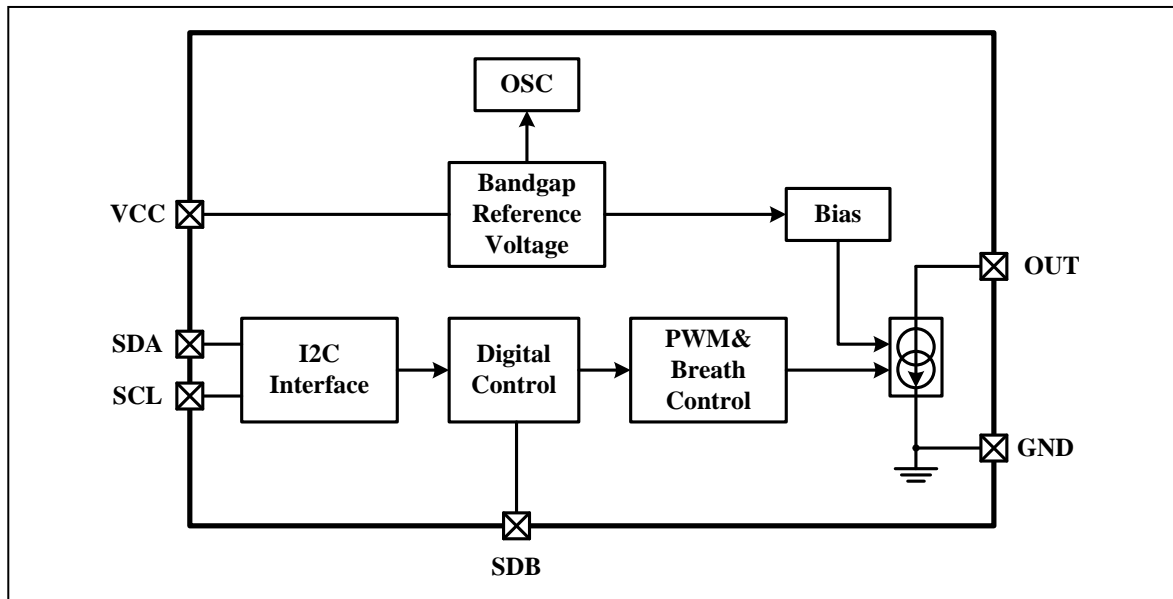 OSC
VCC
Bandgap
Reference
Voltage
Bias
OUT
SDA
SCL
I2C
Interface
Digital
Control
PWM&
Breath
Control
GND
SDB